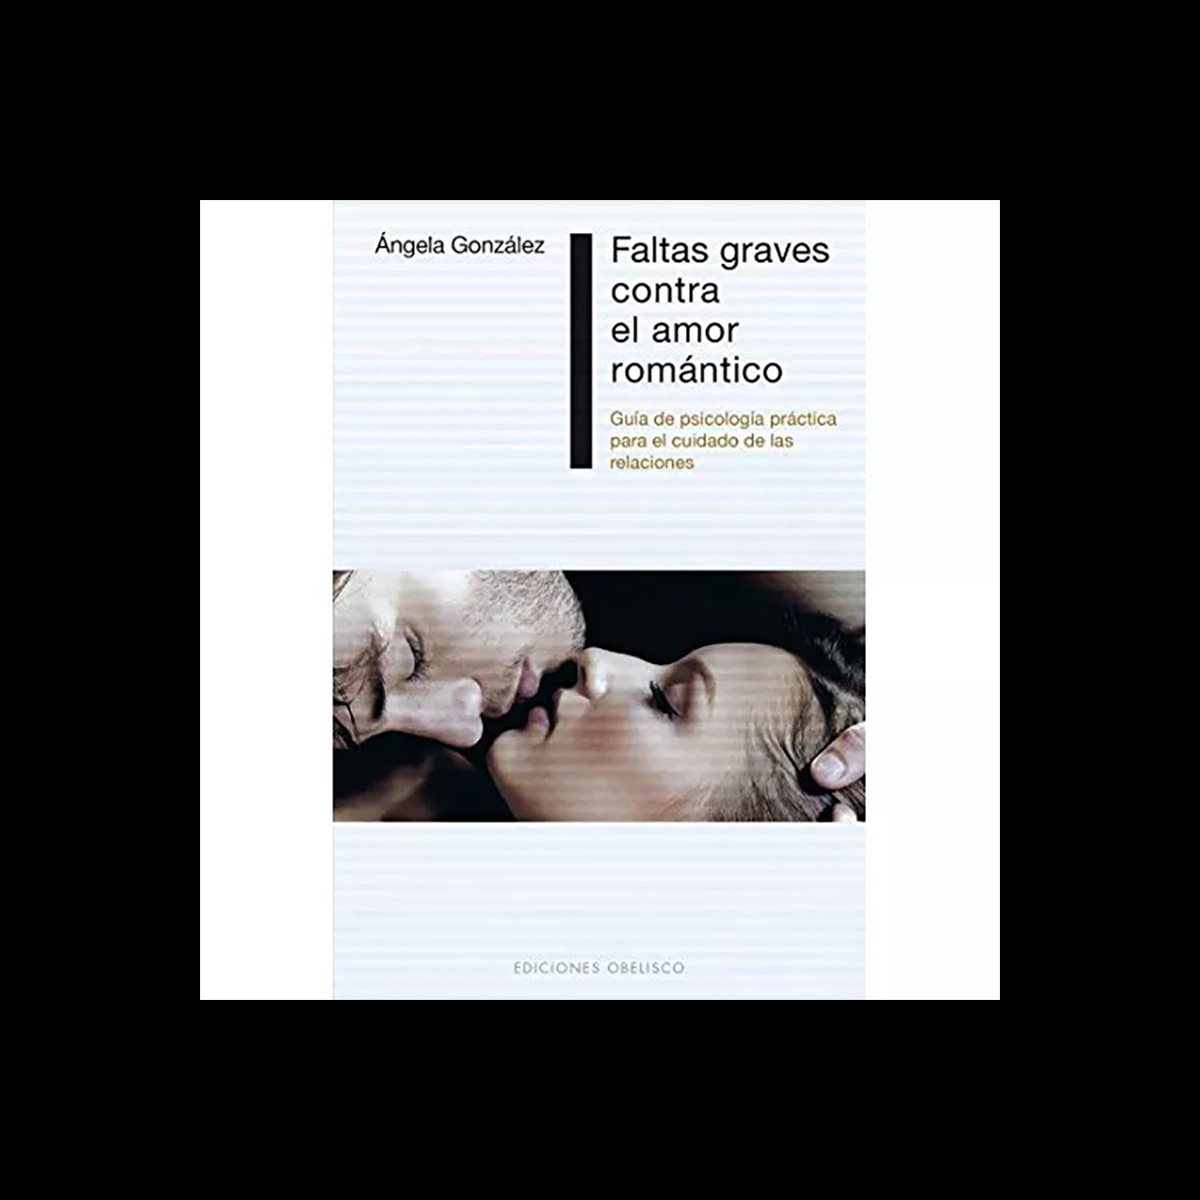 Ángela González
Faltas graves
contra
el amor
romántico
Guía de psicología práctica
para el cuidado de las
relaciones
EDICIONES OBELISCO